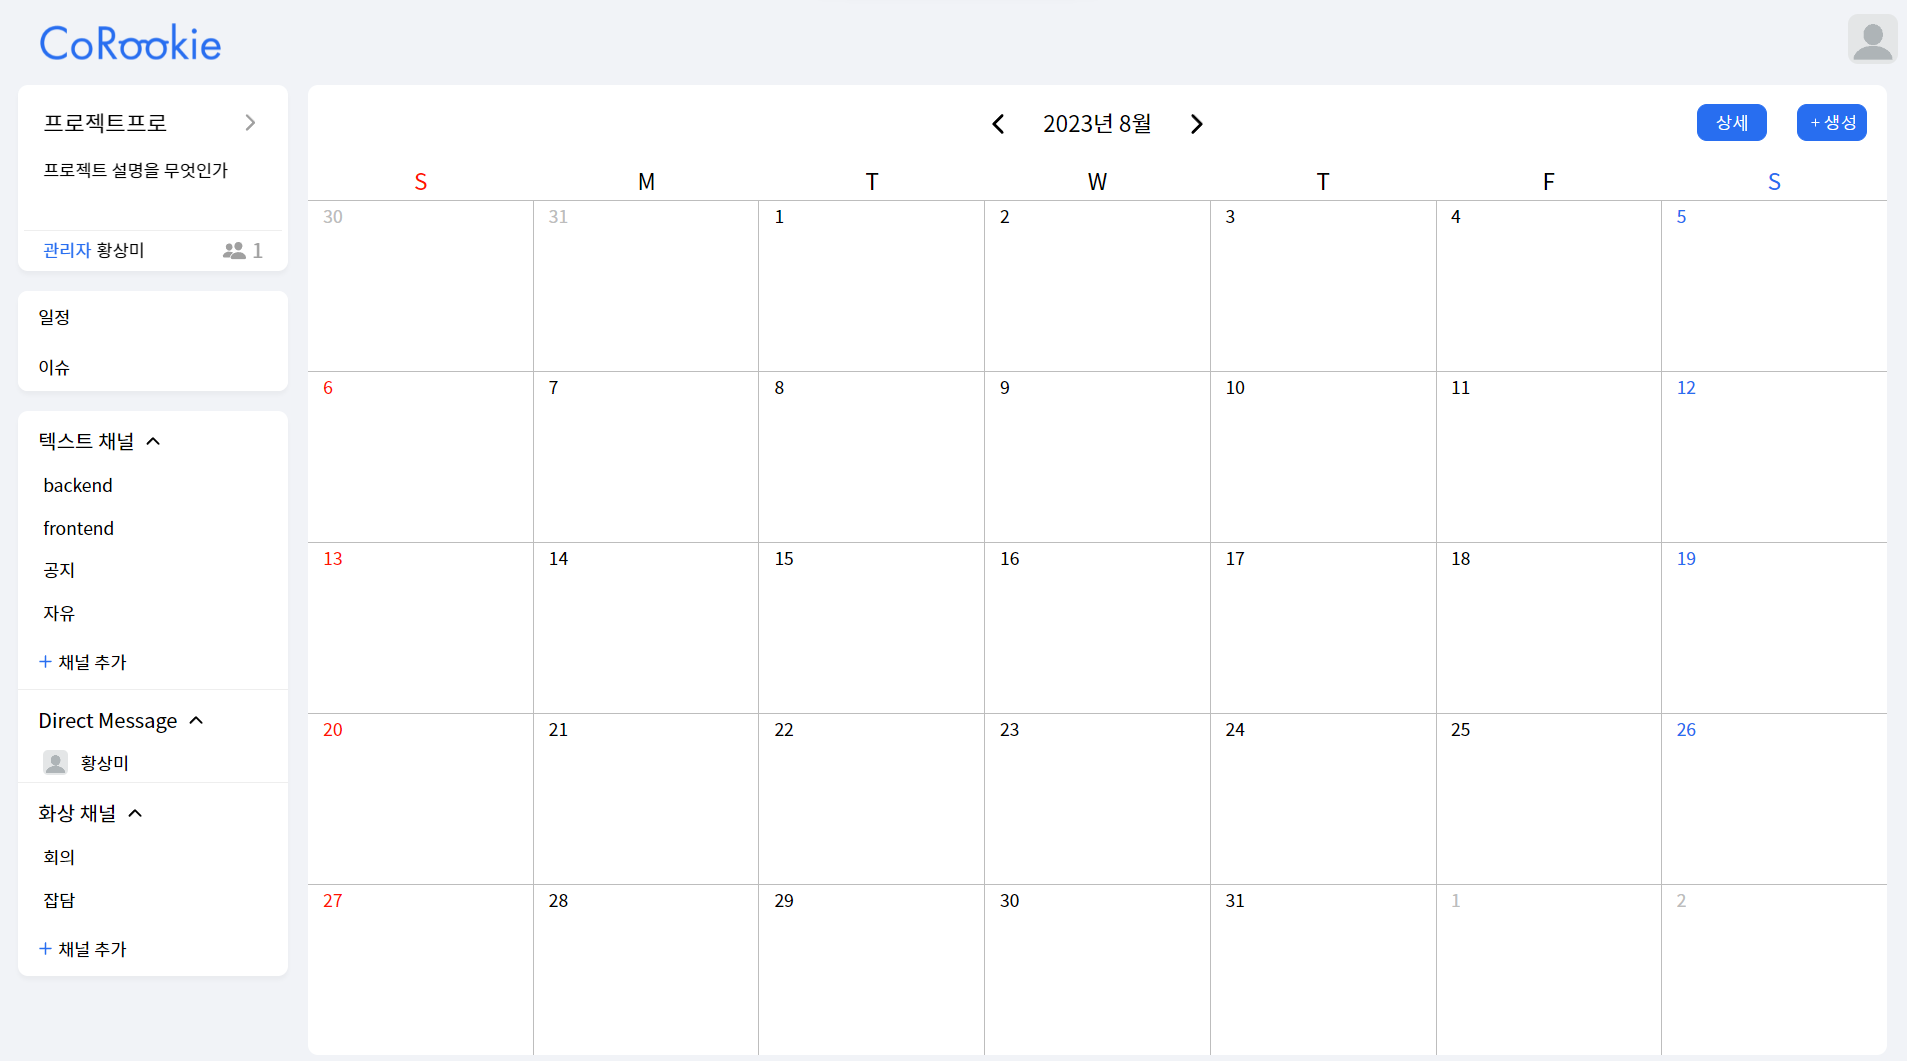 CoRookie
프로젝트프로
프로젝트 설명을 무엇인가
관리자 황상미 1
일정
이슈
텍스트 채널
backend
frontend
공지
자유
+ 채널 추가
Direct Message
황상미
화상 채널
회의
잡담
+ 채널 추가
2023년 8월
상세
+ 생성
S M T W T F S
30 31 1 2 3 4 5
6 7 8 9 10 11 12
13 14 15 16 17 18 19
20 21 22 23 24 25 26
27 28 29 30 31 1 2